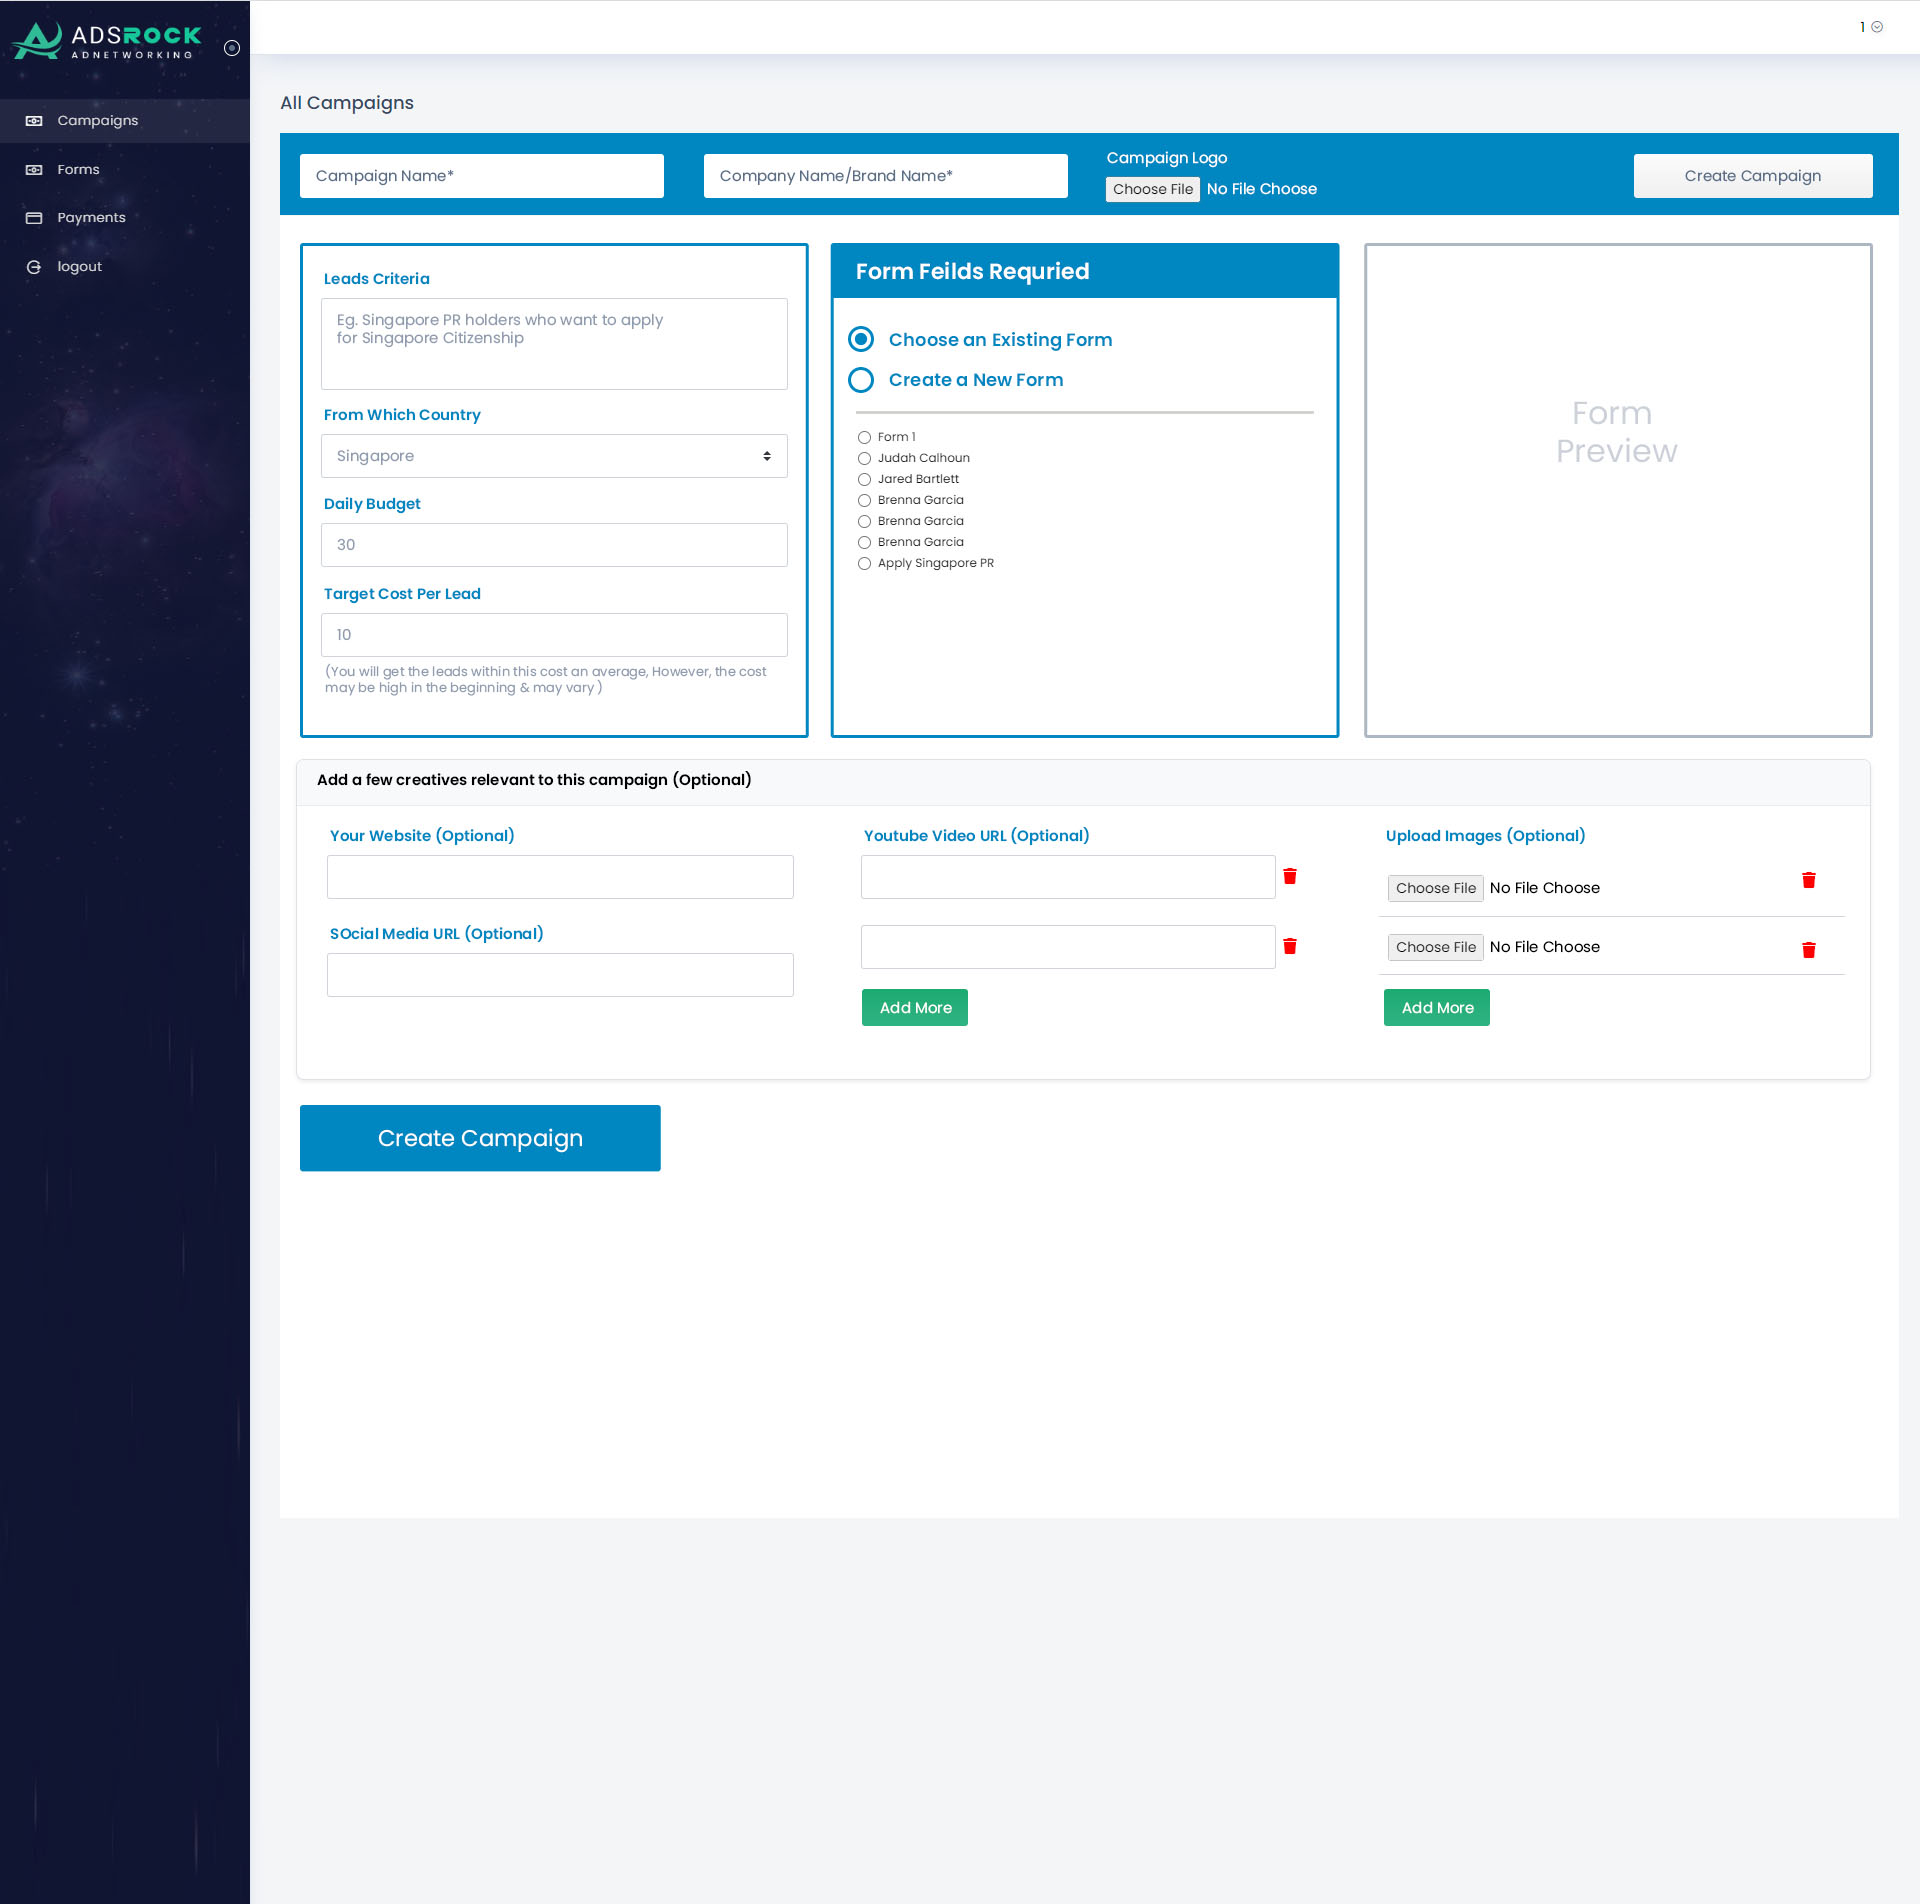 ADSROCK
ADNETWORKING
Campaigns
Forms
Payments
logout
1
All Campaigns
Campaign Name*
Company Name/Brand Name*
Campaign Logo
Choose File No File Choose
Create Campaign
Leads Criteria
Eg. Singapore PR holders who want to apply
for Singapore Citizenship
From Which Country
Singapore
Daily Budget
30
Target Cost Per Lead
10
(You will get the leads within this cost an average, However, the cost
may be high in the beginning & may vary )
Form Feilds Requried
Choose an Existing Form
Create a New Form
Form 1
Judah Calhoun
Jared Bartlett
Brenna Garcia
Brenna Garcia
Brenna Garcia
Apply Singapore PR
Form
Preview
Add a few creatives relevant to this campaign (Optional)
Your Website (Optional)
SOcial Media URL (Optional)
Youtube Video URL (Optional)
Add More
Upload Images (Optional)
Choose File No File Choose
Choose File No File Choose
Add More
Create Campaign